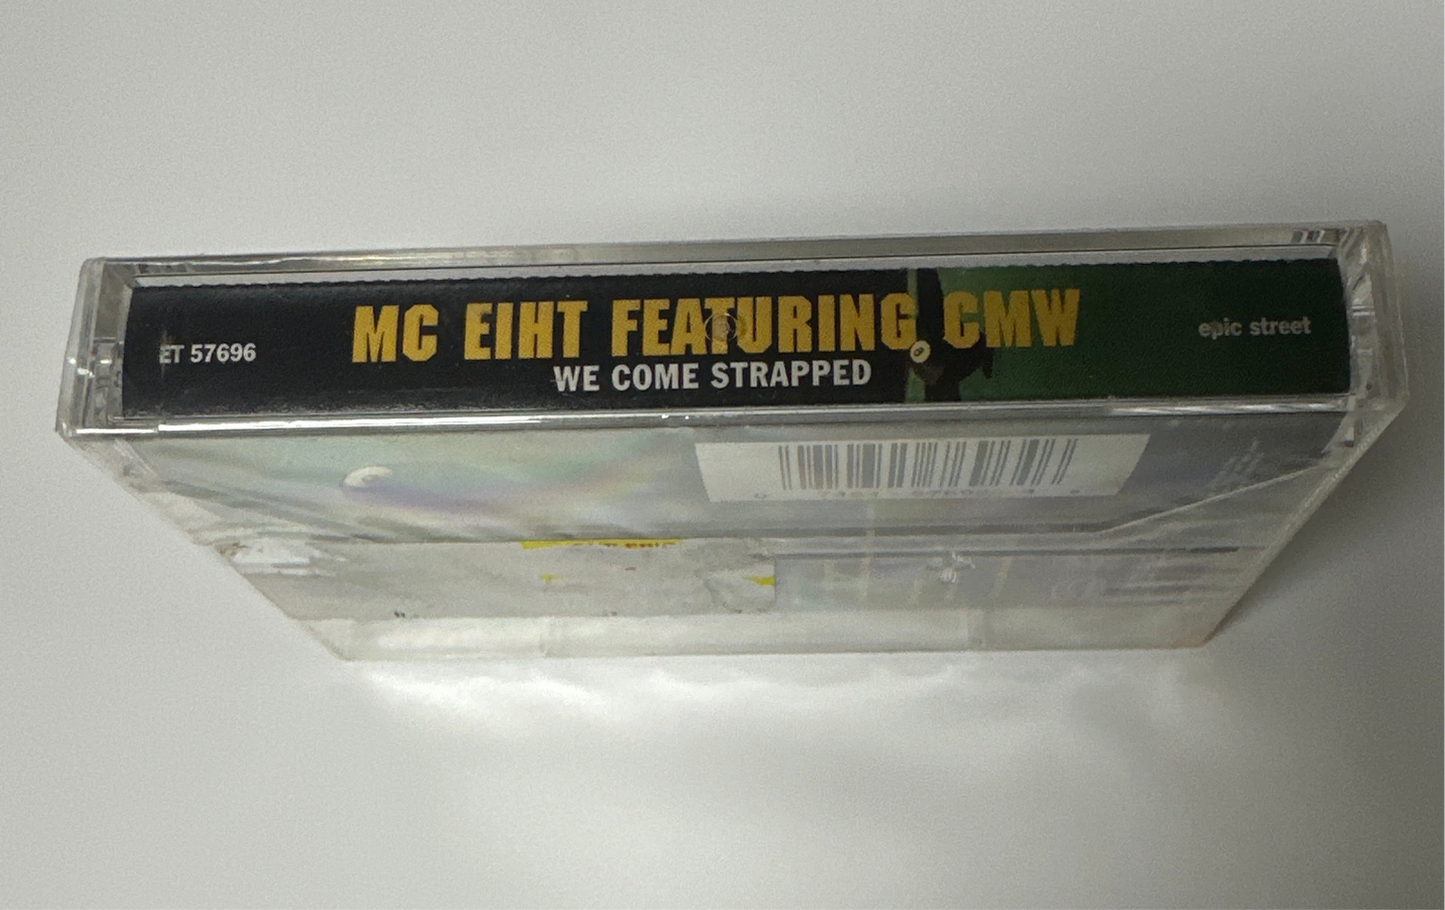 ET 57696
MC EIHT FEATURING CMW
WE COME STRAPPED
epic street